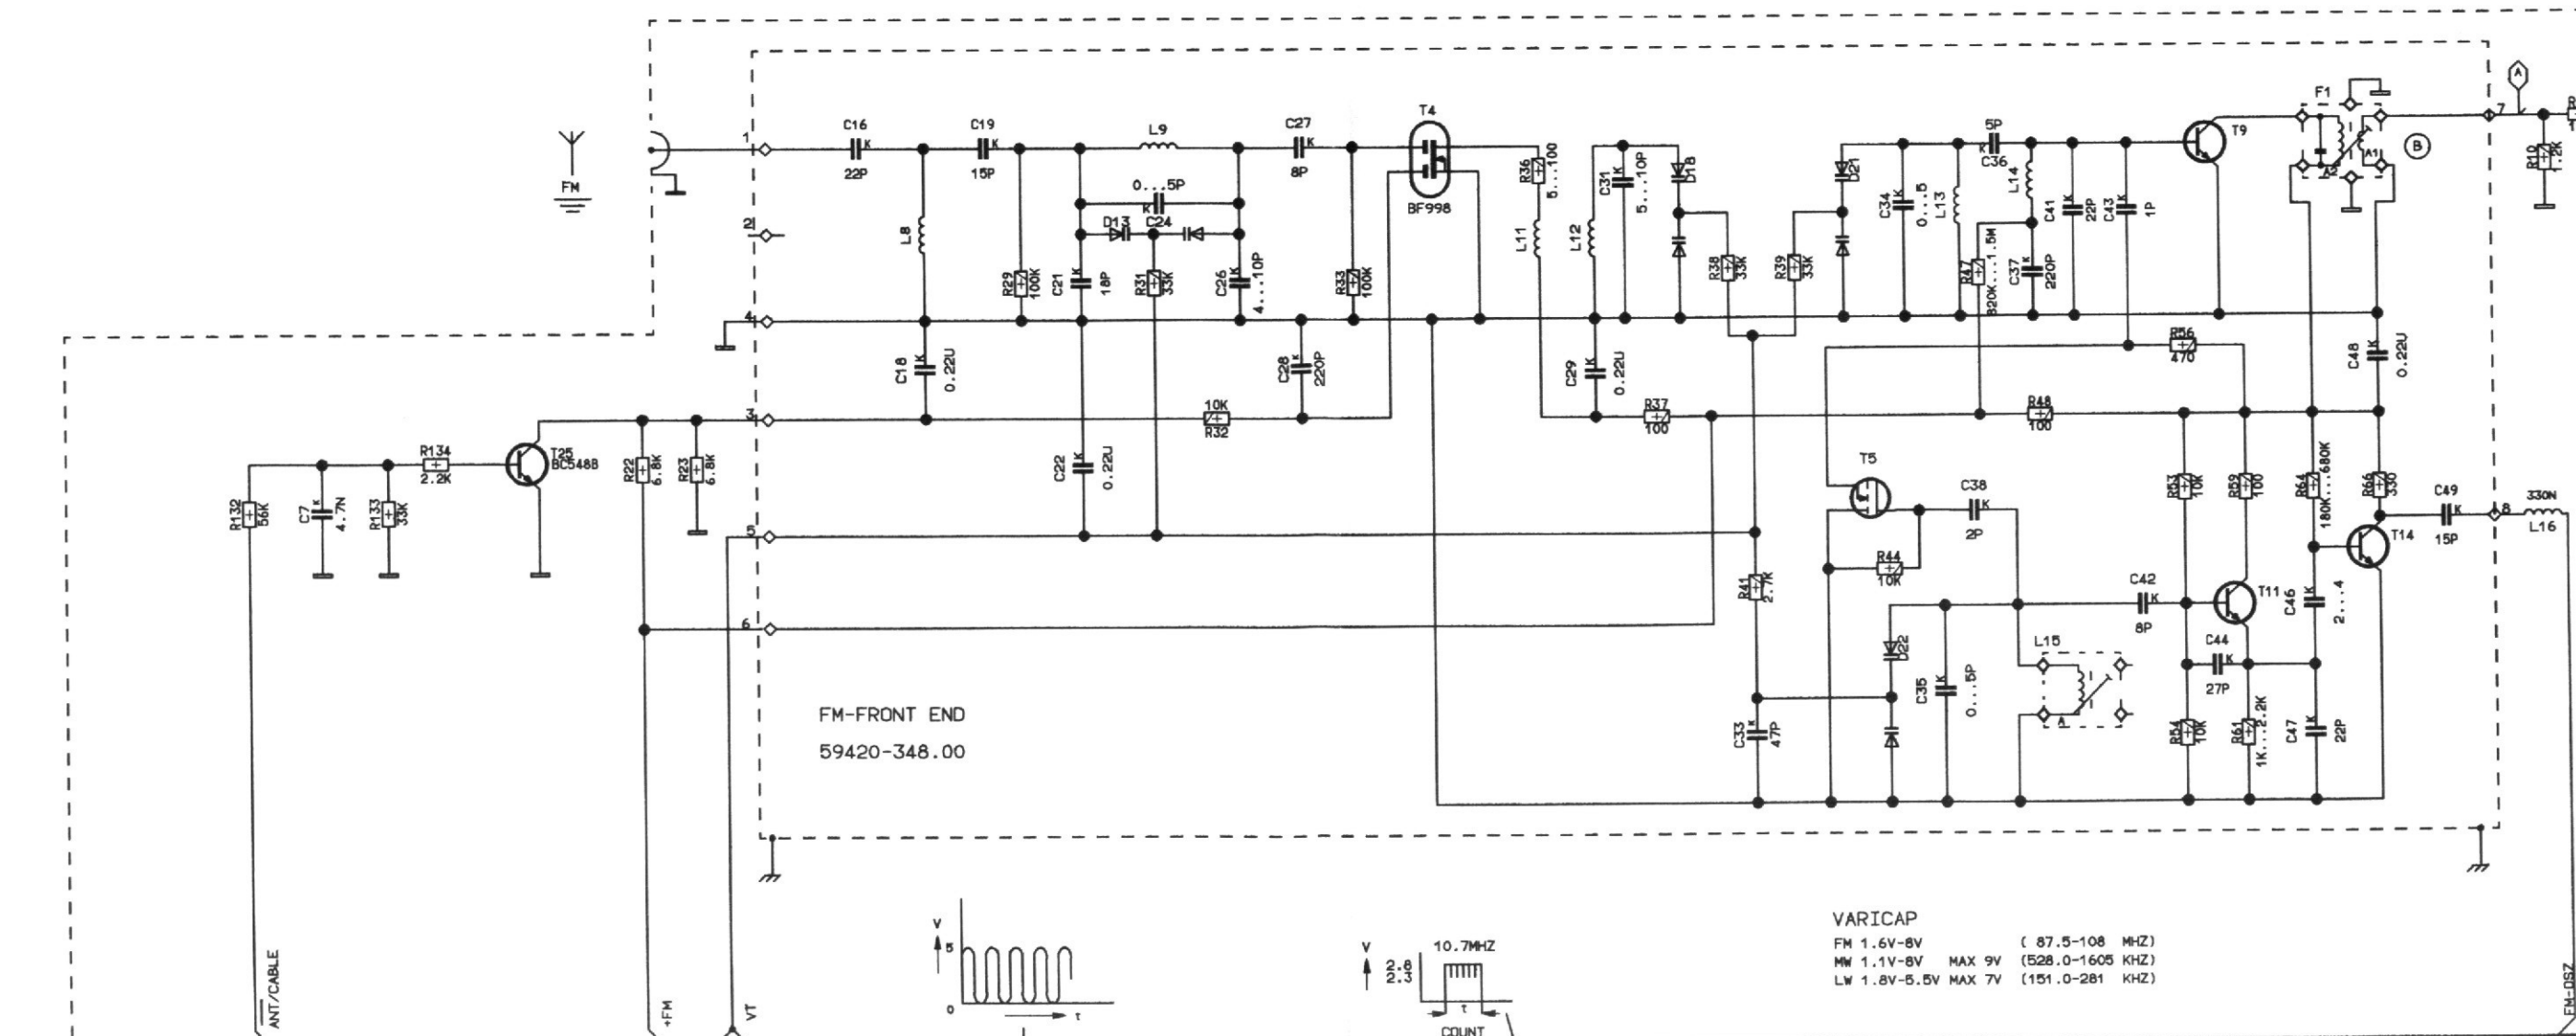 A
F1
7
R10
1.2K
T9
B
A1
A2
5P
C36
T4
BF998
C16
22P
C19
15P
L9
C27
8P
1
FM
0...5P
D13
C24
2
L8
R29
100K
C21
18P
R31
33K
C26
4...10P
R33
100K
R36
5...100
L11
L12
C31
5...10P
D18
R38
33K
R39
33K
D21
C34
0...5
L13
L14
R47
820K...1.5M
C37
220P
C41
22P
C43
1P
4
R56
470
C18
0.22U
C28
220P
C29
0.22U
C48
0.22U
3
10K
R32
R37
100
R48
100
R134
2.2K
T25
BC548B
R132
56K
C7
4.7N
R133
33K
R22
6.8K
R23
6.8K
C22
0.22U
T5
C38
2P
R53
10K
R59
100
R64
180K...680K
R66
330
C49
15P
8
330N
L16
T14
5
R44
10K
R41
2.7K
C42
8P
T11
C46
2...4
6
D22
L15
A
C44
27P
C35
0...5P
C33
47P
R54
10K
R61
1K...2.2K
C47
22P
FM-FRONT END
59420-348.00
V
5
0
t
V
10.7MHZ
2.8
2.3
t
COUNT
VARICAP
FM 1.6V-8V ( 87.5-108 MHZ)
MW 1.1V-8V MAX 9V (528.0-1605 KHZ)
LW 1.8V-5.5V MAX 7V (151.0-281 KHZ)
ANT/CABLE
+FM
VT
FM-OSZ